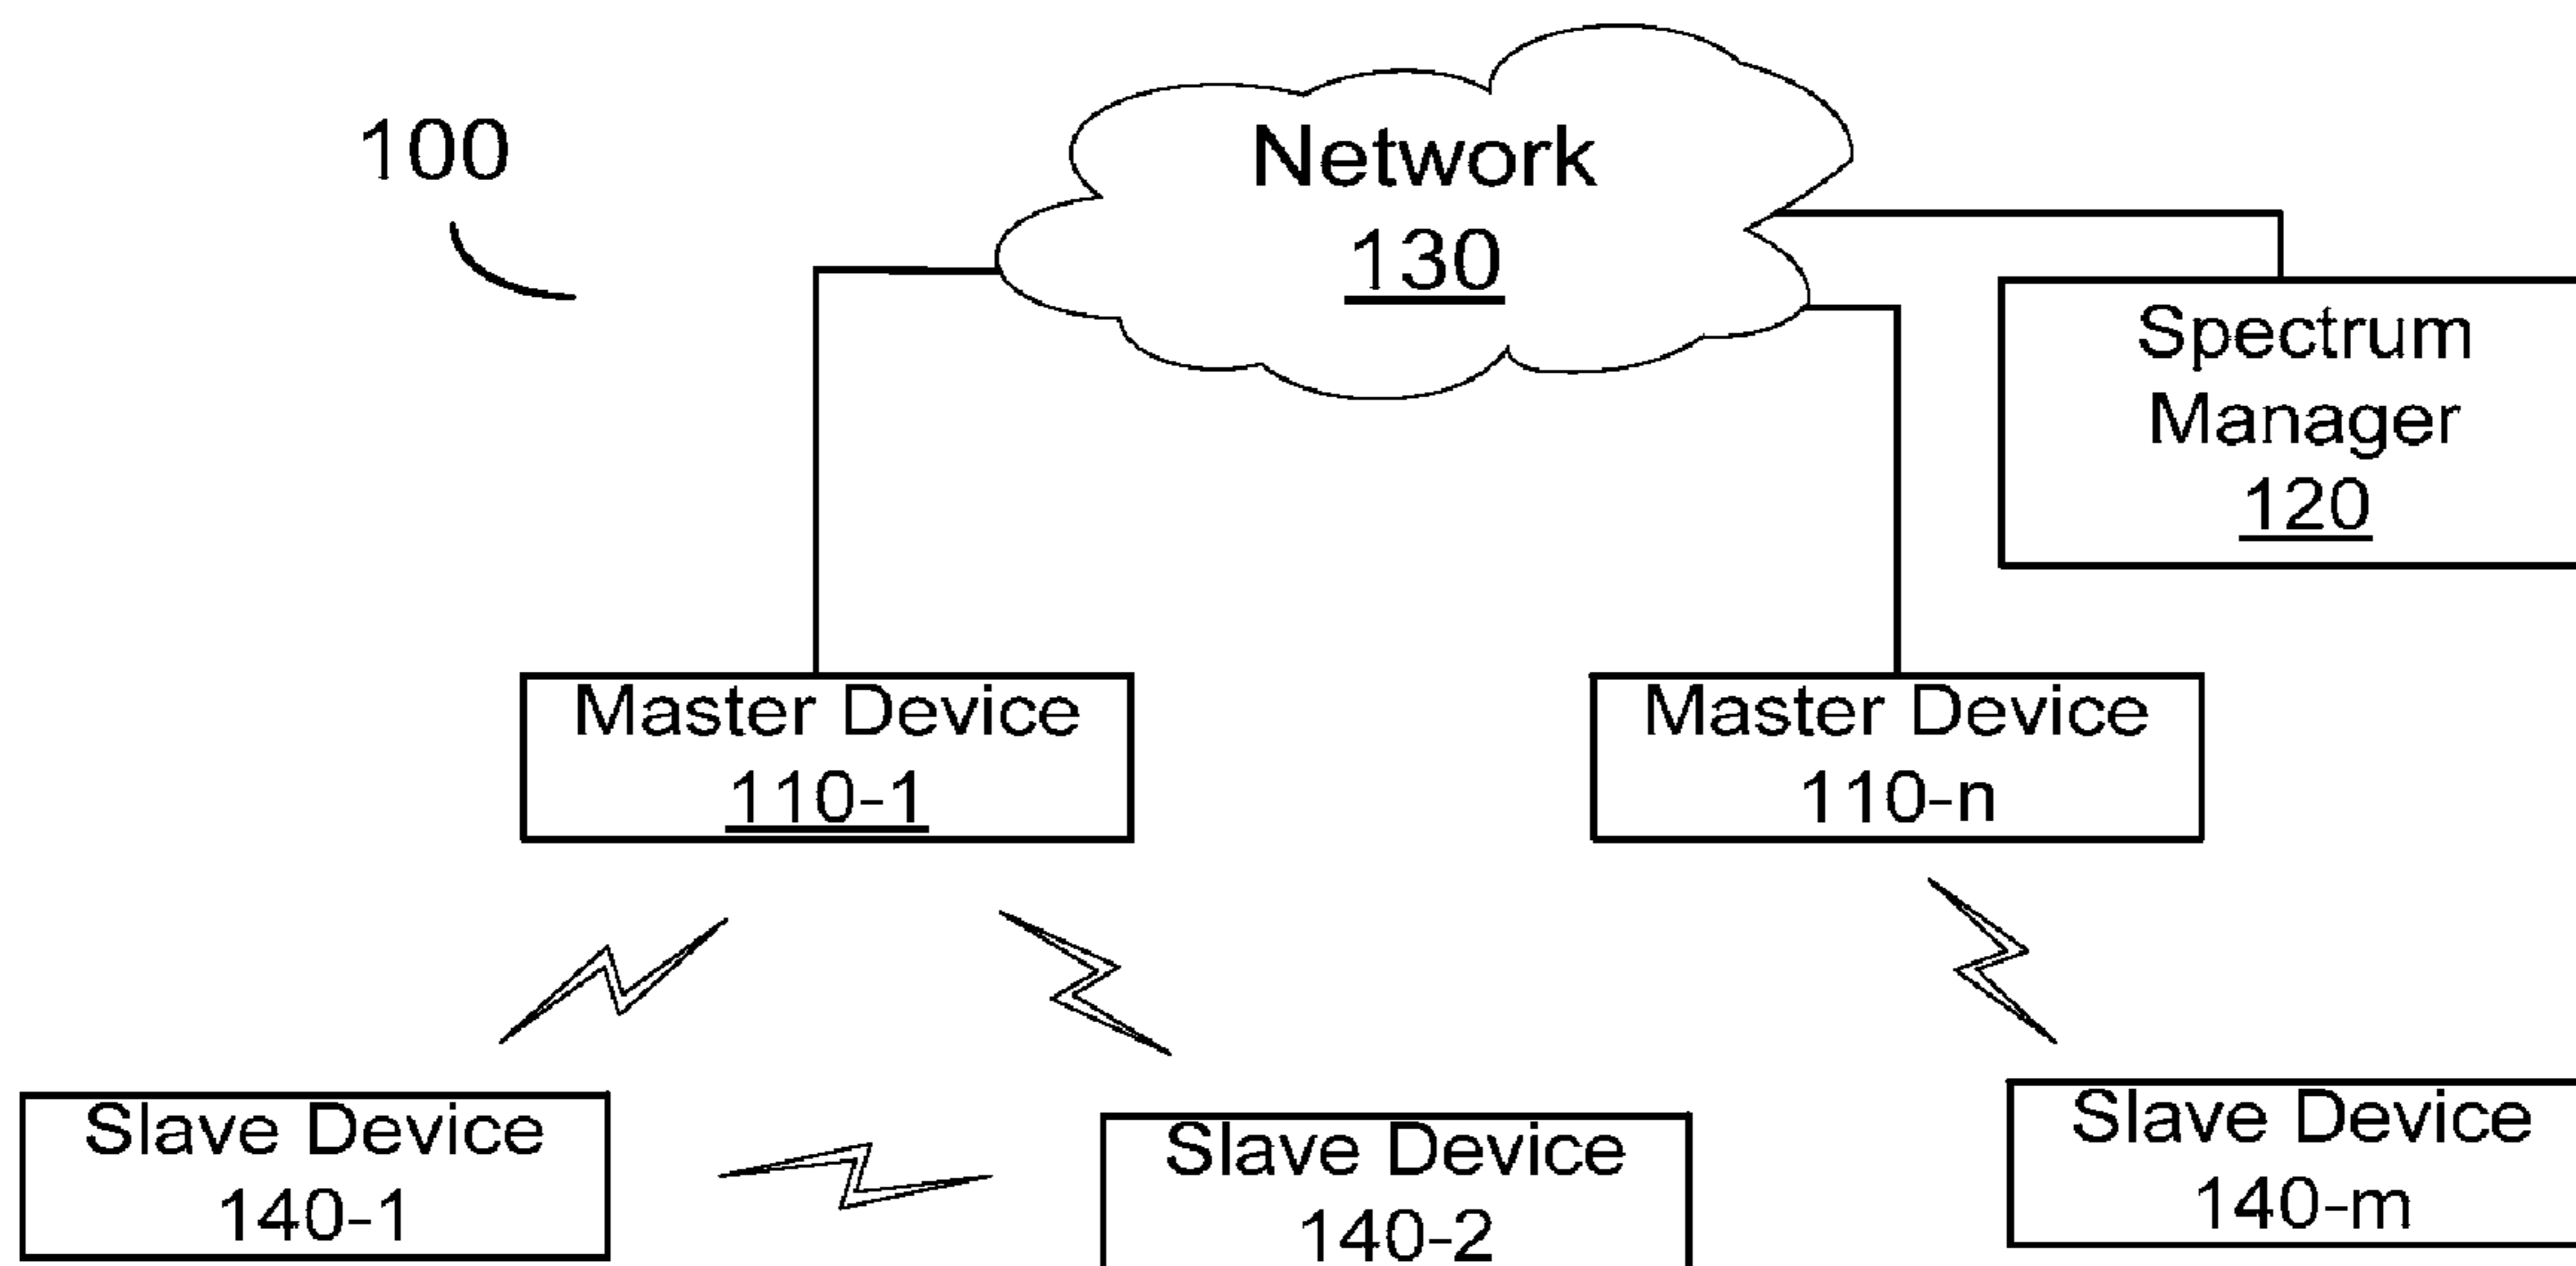 100
Network
130
Spectrum
Manager
120
Master Device
110-1
Master Device
110-n
Slave Device
140-1
Slave Device
140-2
Slave Device
140-m